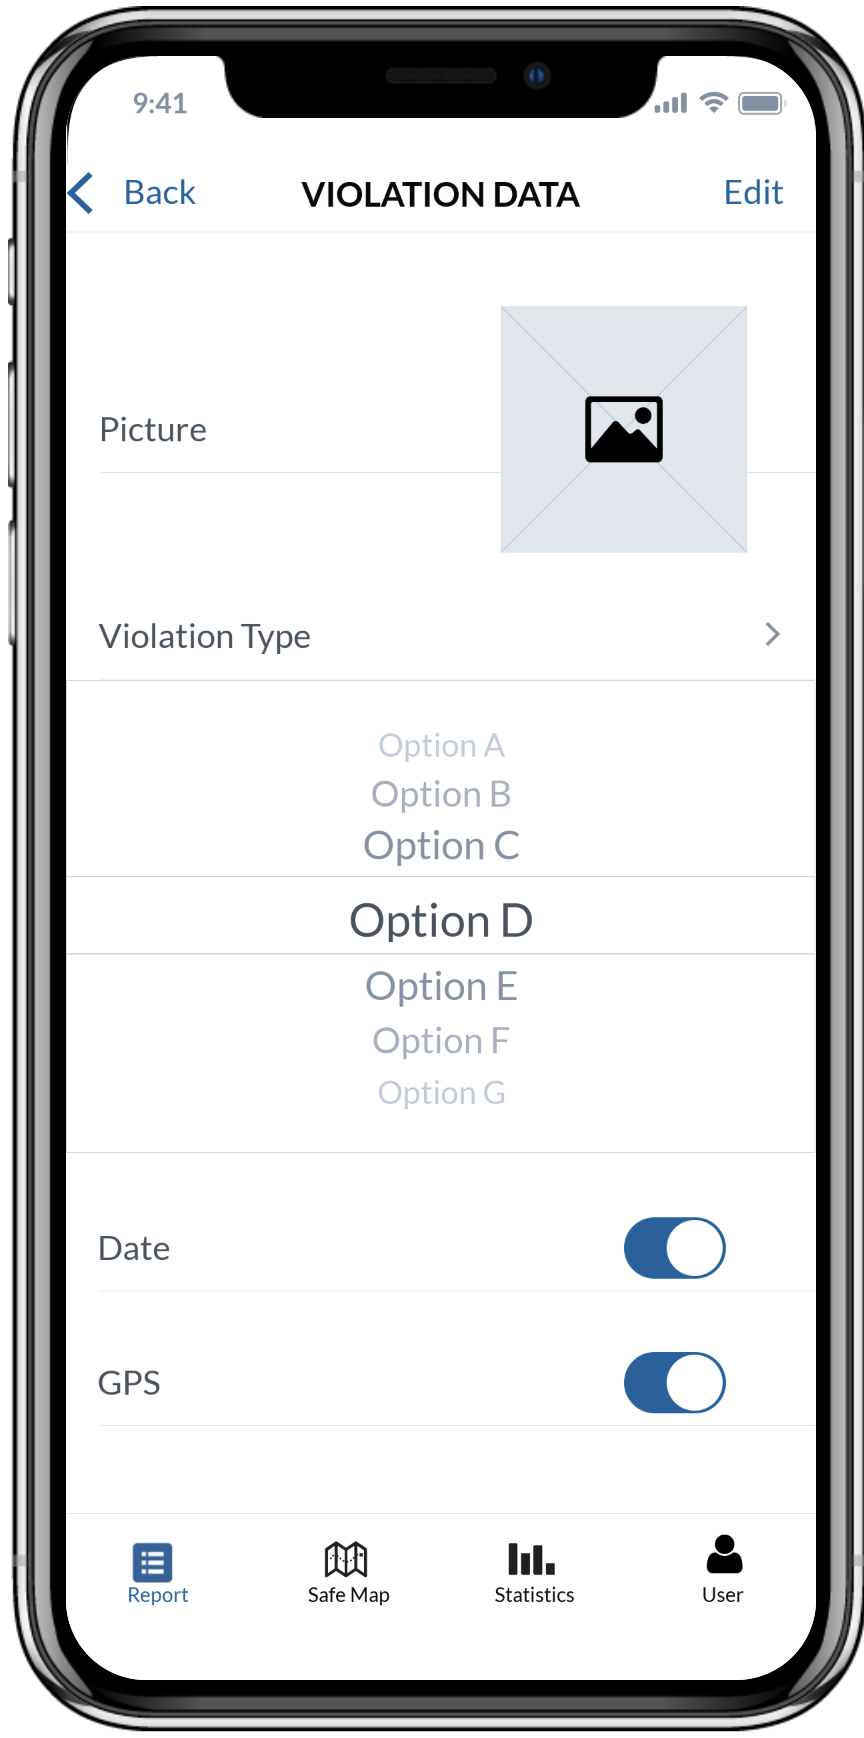 9:41
Back VIOLATION DATA Edit
Picture
Violation Type
Option A
Option B
Option C
Option D
Option E
Option F
Option G
Date
GPS
Report Safe Map Statistics User